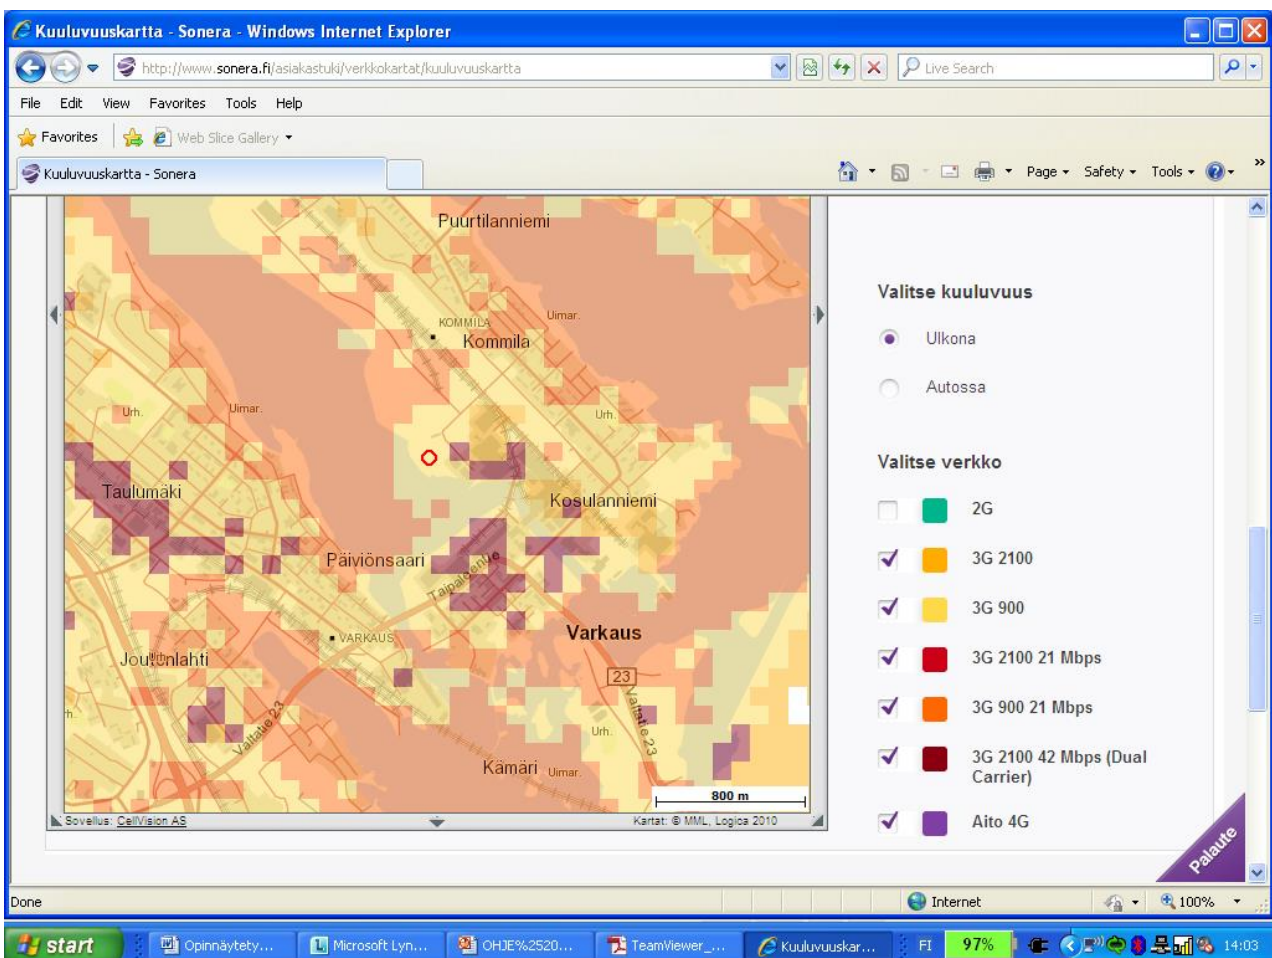 Kuuluvuuskartta - Sonera - Windows Internet Explorer
http://www.sonera.fi/asiakastuki/verkkokartat/kuuluvuuskartta
Live Search
File Edit View Favorites Tools Help
Favorites Web Slice Gallery
Kuuluvuuskartta - Sonera
Page Safety Tools »
Puurtilanniemi
KOMMILA
Uimar.
Kommila
Urh.
Uimar.
Urh.
Taulumäki
Kosulanniemi
Päiviönsaari
Taipaleentie
VARKAUS
Varkaus
Joutenlahti
23
Valtatie 23
Valtatie 23
Urh.
Kämäri
Uimar.
800 m
Sovellus: CellVision AS
Kartat: © MML, Logica 2010
Valitse kuuluvuus
Ulkona
Autossa
Valitse verkko
2G
3G 2100
3G 900
3G 2100 21 Mbps
3G 900 21 Mbps
3G 2100 42 Mbps (Dual
Carrier)
Aito 4G
Palaute
Done
Internet
100%
start
Opinnäytety...
Microsoft Lyn...
OHJE%2520...
TeamViewer_...
Kuuluvuuskar...
FI
97%
14:03